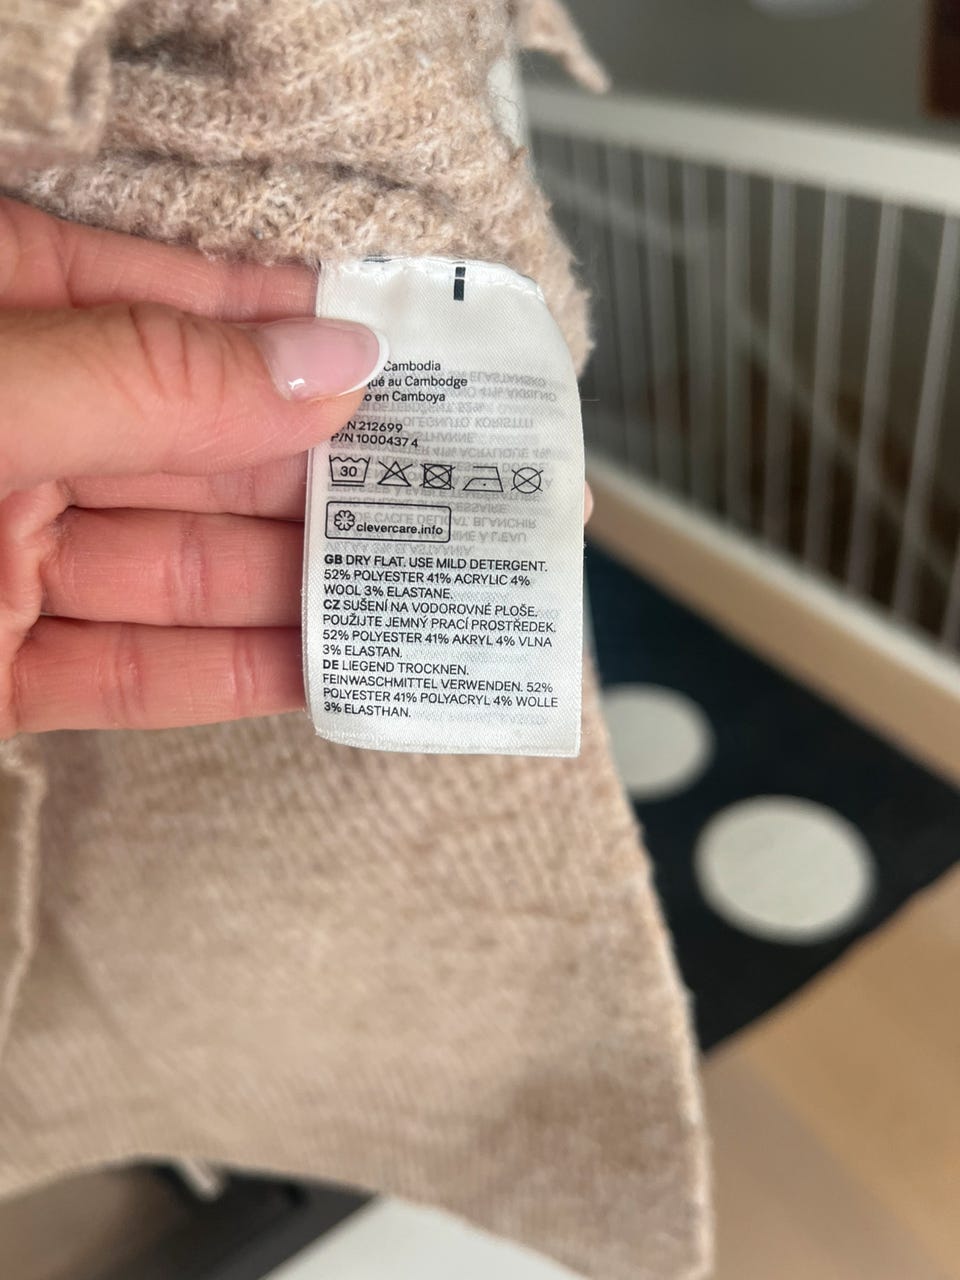 Cambodia
qué au Cambodge
o en Camboya
N 212699
P/N 1000437 4
30
clevercare.info
GB DRY FLAT. USE MILD DETERGENT.
52% POLYESTER 41% ACRYLIC 4%
WOOL 3% ELASTANE.
CZ SUŠENÍ NA VODOROVNÉ PLOŠE.
POUŽIJTE JEMNÝ PRACÍ PROSTŘEDEK.
52% POLYESTER 41% AKRYL 4% VLNA
3% ELASTAN.
DE LIEGEND TROCKNEN.
FEINWASCHMITTEL VERWENDEN. 52%
POLYESTER 41% POLYACRYL 4% WOLLE
3% ELASTHAN.